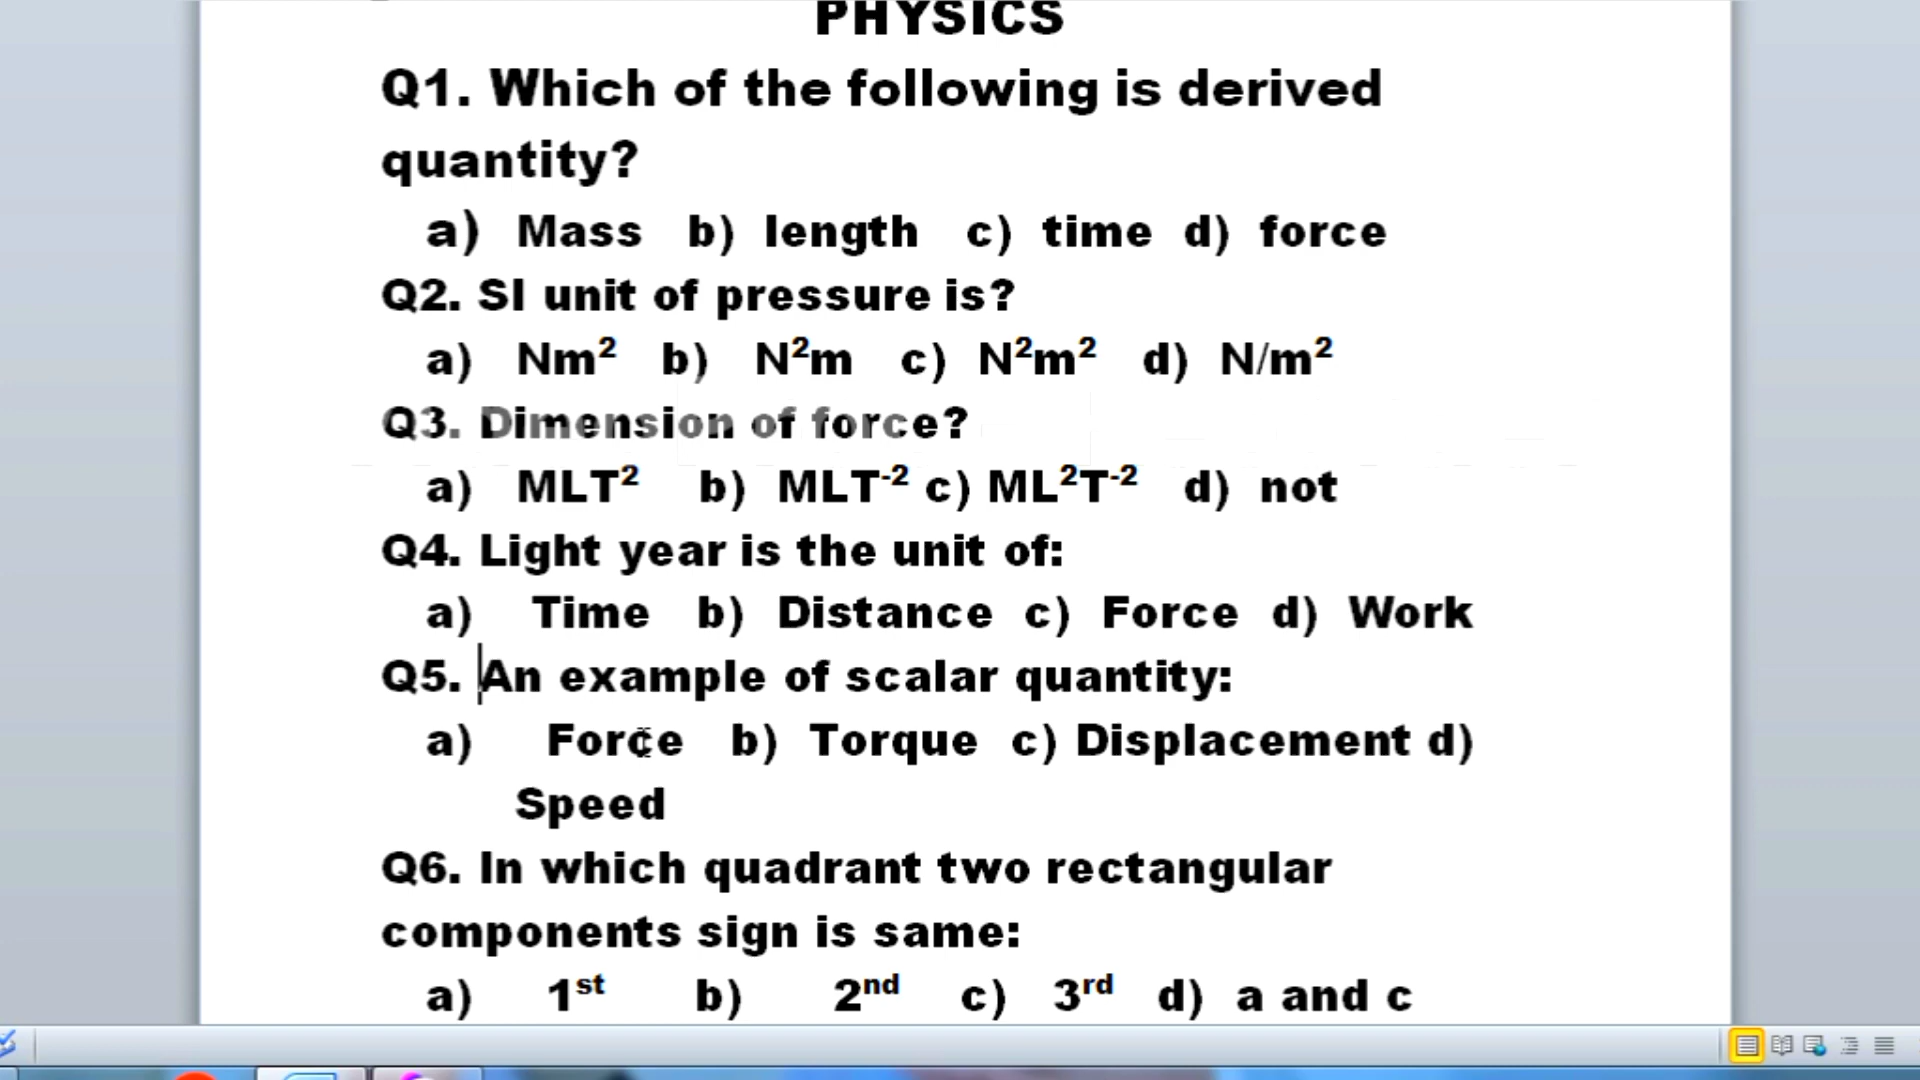 PHYSICS
Q1. Which of the following is derived
quantity?
a) Mass b) length c) time d) force
Q2. SI unit of pressure is?
a) Nm² b) N²m c) N²m² d) N/m²
Q3. Dimension of force?
a) MLT² b) MLT⁻² c) ML²T⁻² d) not
Q4. Light year is the unit of:
a) Time b) Distance c) Force d) Work
Q5. An example of scalar quantity:
a) Force b) Torque c) Displacement d)
Speed
Q6. In which quadrant two rectangular
components sign is same:
a) 1ˢᵗ b) 2ⁿᵈ c) 3ʳᵈ d) a and c